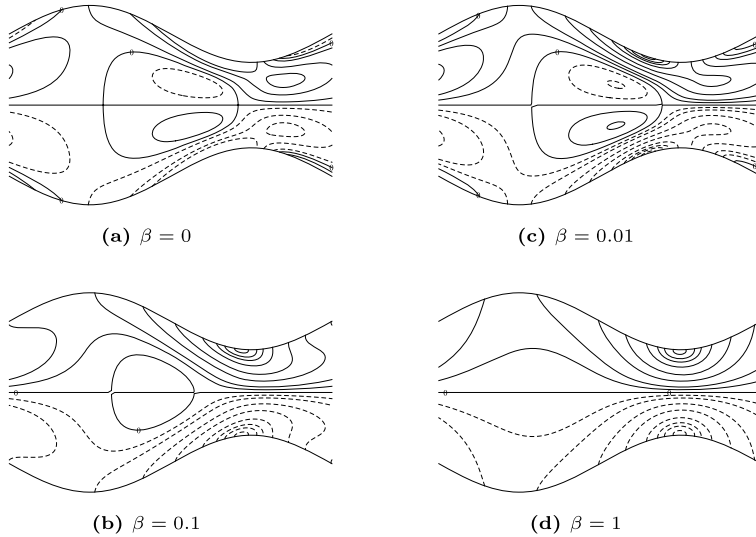 (a) β = 0
(c) β = 0.01
(b) β = 0.1
(d) β = 1